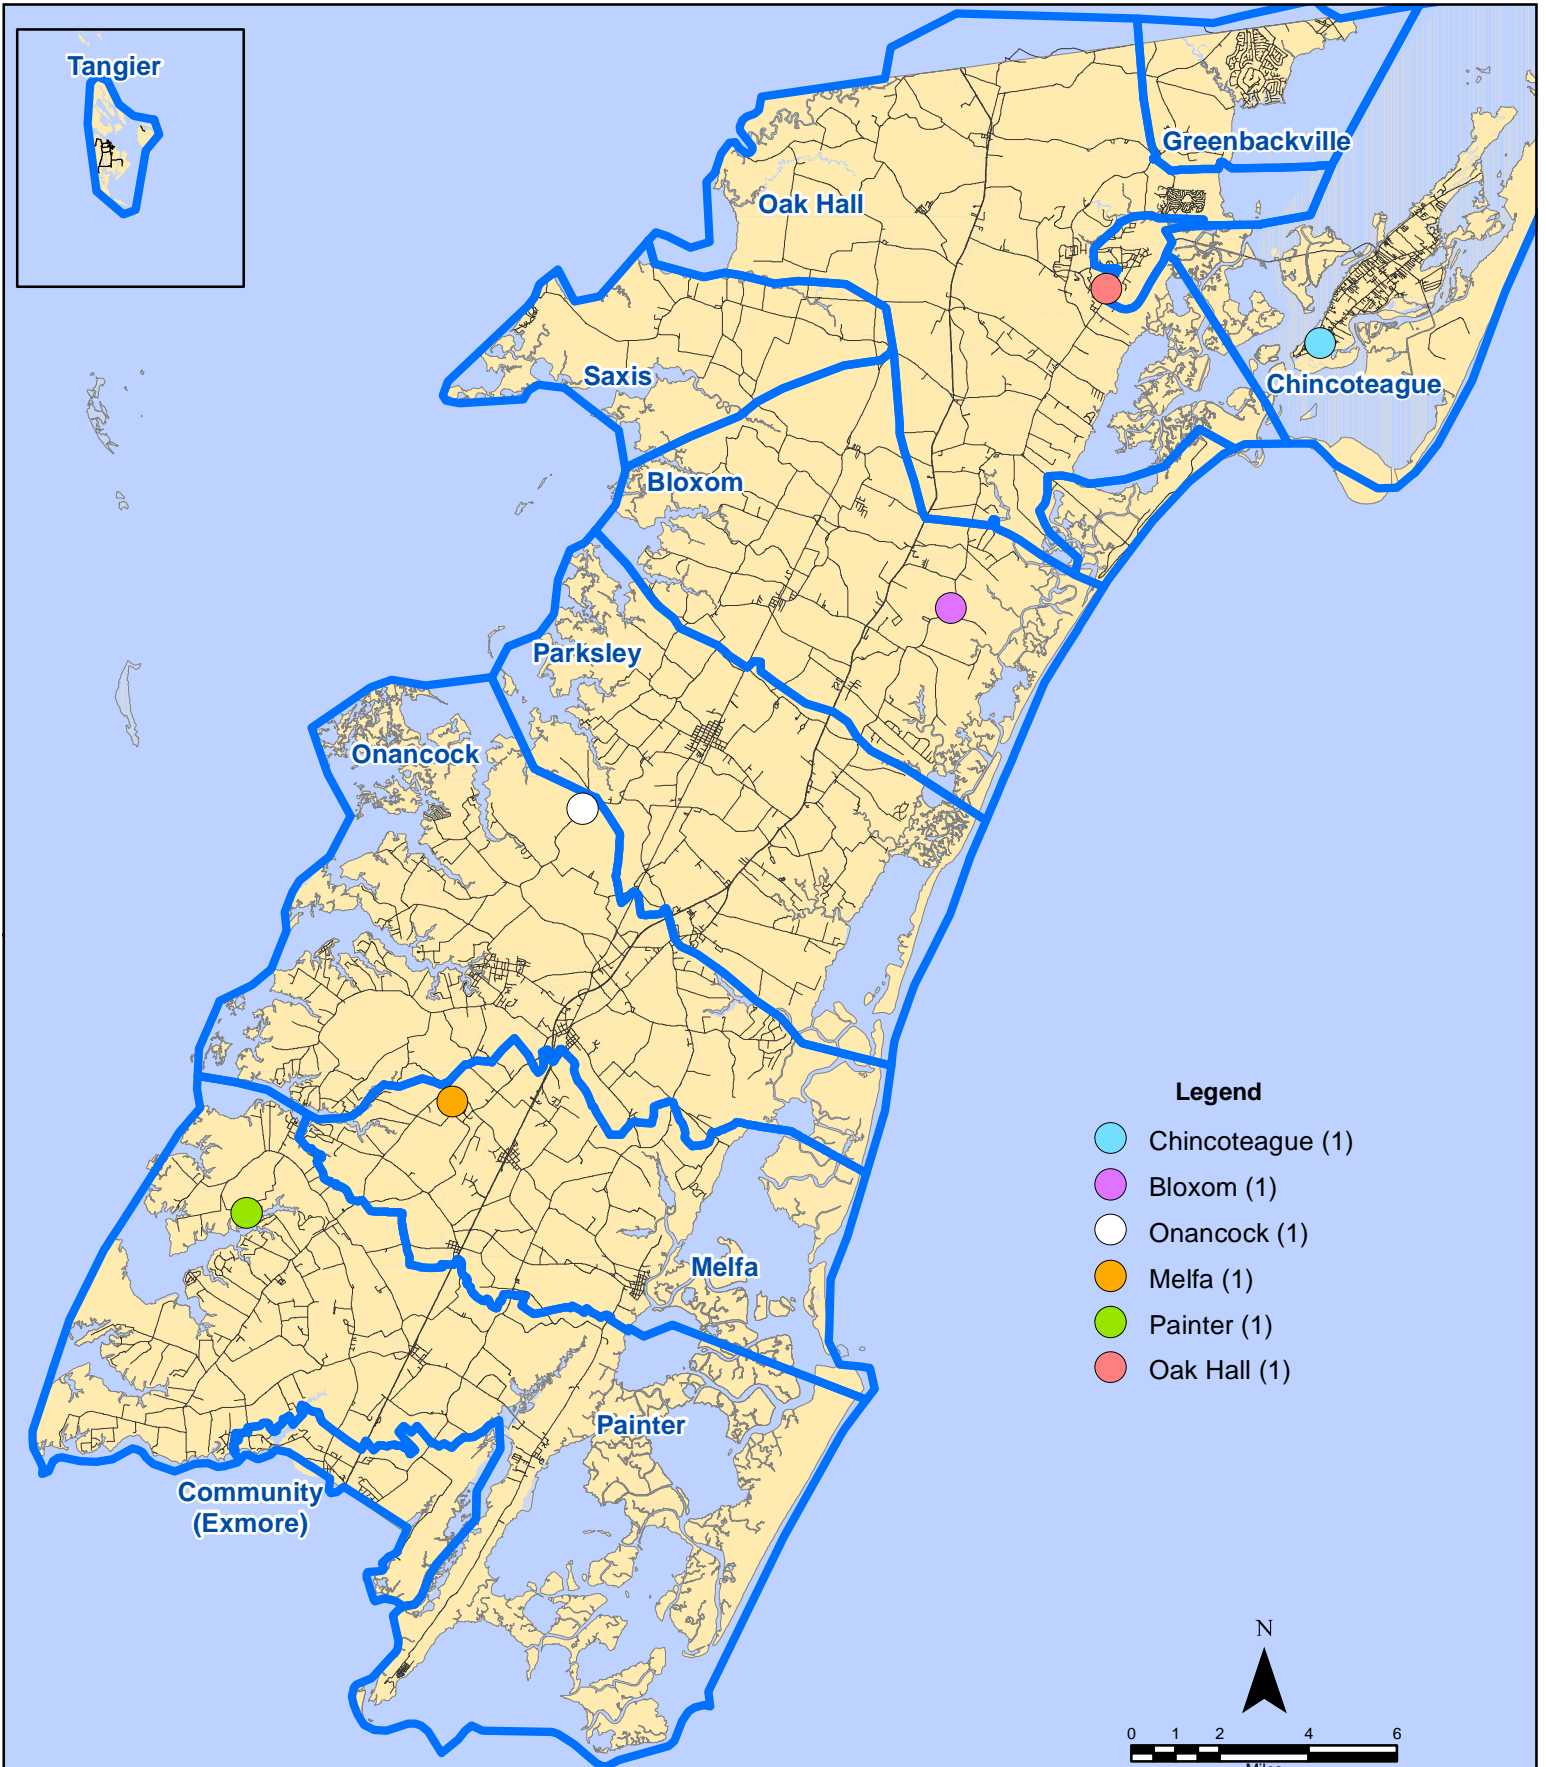 Tangier
Greenbackville
Oak Hall
Saxis
Chincoteague
Bloxom
Parksley
Onancock
Melfa
Painter
Community
(Exmore)
Legend
Chincoteague (1)
Bloxom (1)
Onancock (1)
Melfa (1)
Painter (1)
Oak Hall (1)
N
0 1 2 4 6
Miles